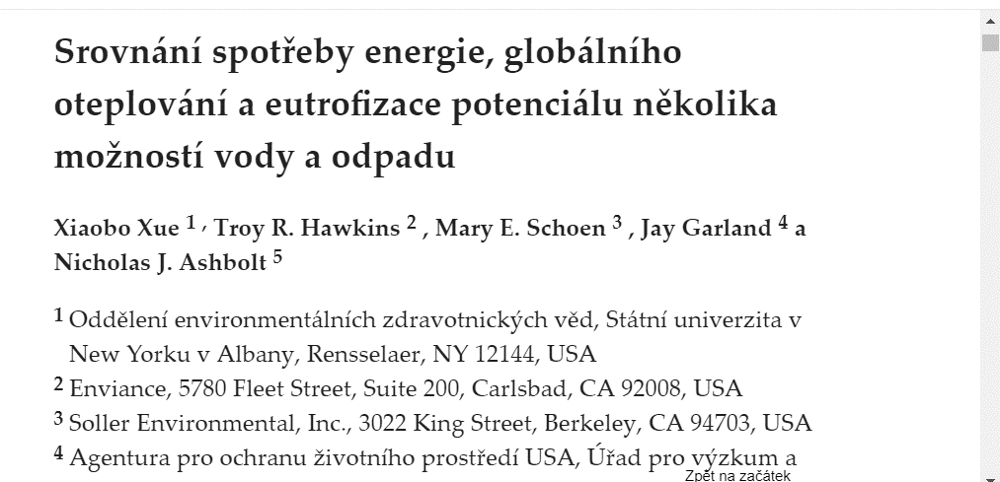 Srovnání spotřeby energie, globálního
oteplování a eutrofizace potenciálu několika
možností vody a odpadu
Xiaobo Xue 1 , Troy R. Hawkins 2 , Mary E. Schoen 3 , Jay Garland 4 a
Nicholas J. Ashbolt 5
1 Oddělení environmentálních zdravotnických věd, Státní univerzita v
New Yorku v Albany, Rensselaer, NY 12144, USA
2 Enviance, 5780 Fleet Street, Suite 200, Carlsbad, CA 92008, USA
3 Soller Environmental, Inc., 3022 King Street, Berkeley, CA 94703, USA
4 Agentura pro ochranu životního prostředí USA, Úřad pro výzkum a
Zpět na začátek